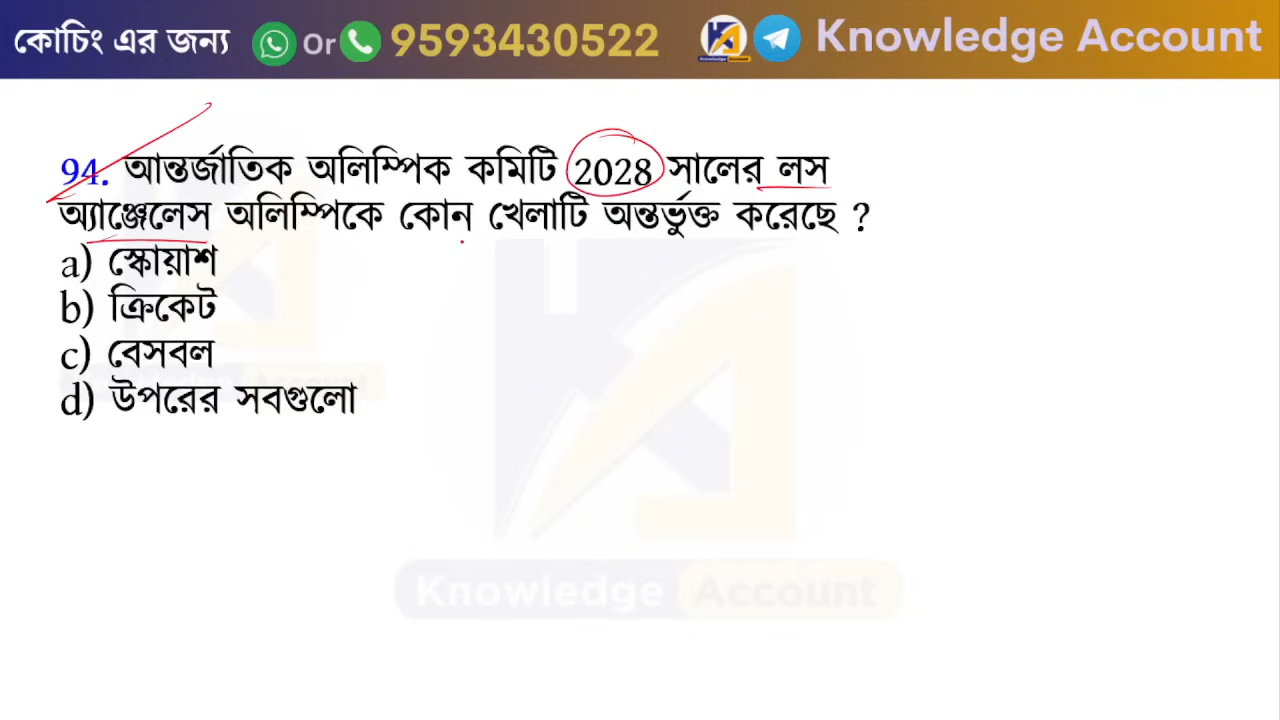 কোচিং এর জন্য Or 9593430522 Knowledge Account
94. আন্তর্জাতিক অলিম্পিক কমিটি 2028 সালের লস
অ্যাঞ্জেলেস অলিম্পিকে কোন খেলাটি অন্তর্ভুক্ত করেছে ?
a) স্কোয়াশ
b) ক্রিকেট
c) বেসবল
d) উপরের সবগুলো
Knowledge Account